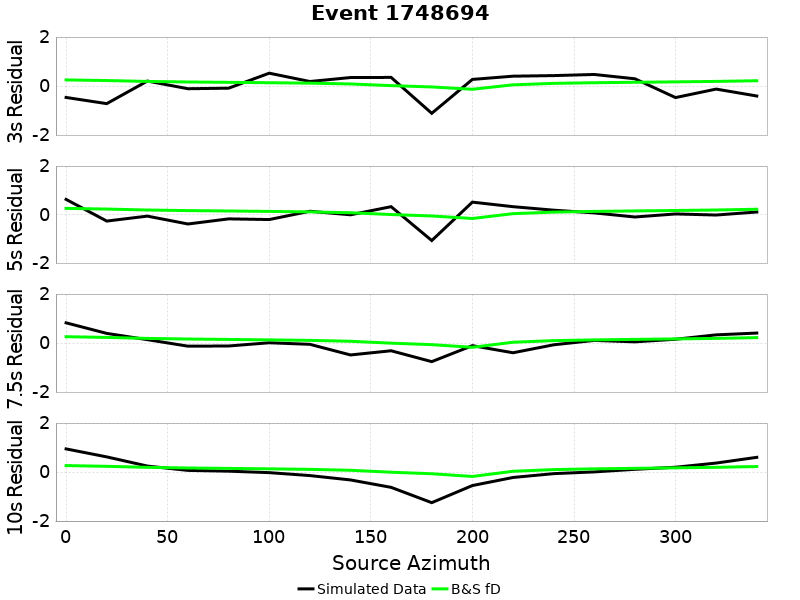 Event 1748694
3s Residual
2
0
-2
5s Residual
2
0
-2
7.5s Residual
2
0
-2
10s Residual
2
0
-2
0 50 100 150 200 250 300
Source Azimuth
Simulated Data B&S fD